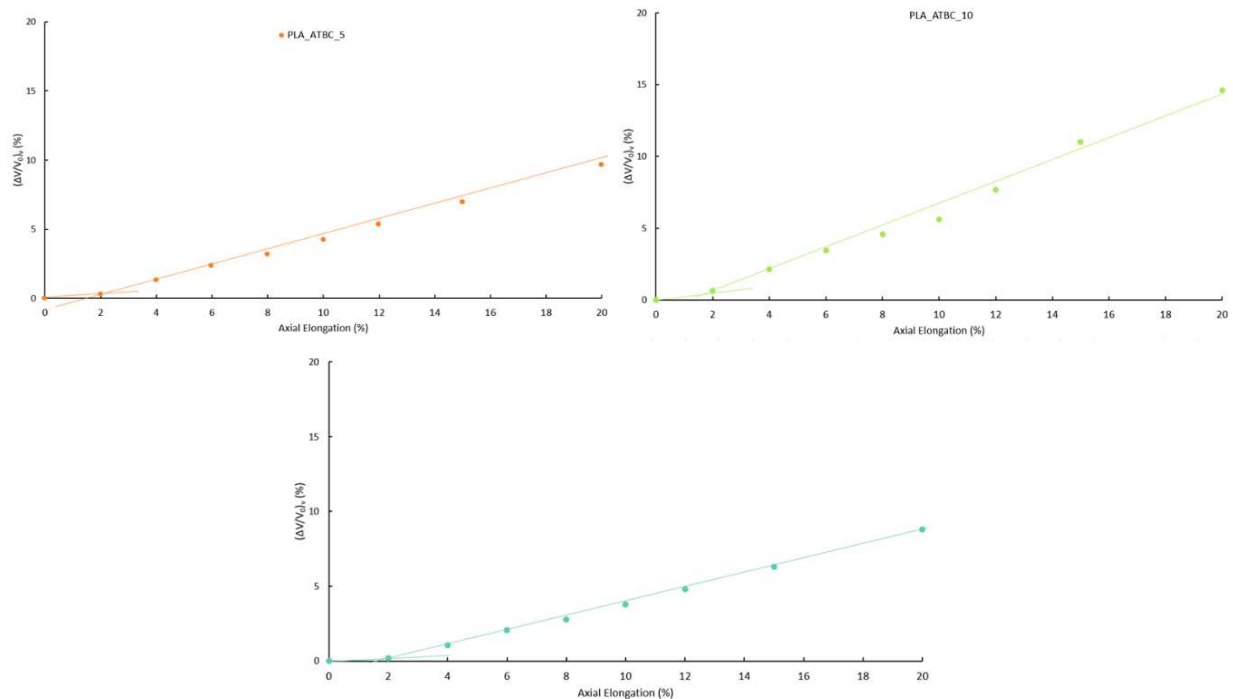 PLA_ATBC_5
(ΔV/V₀)ᵥ (%)
20
15
10
5
0
0 2 4 6 8 10 12 14 16 18 20
Axial Elongation (%)
PLA_ATBC_10
(ΔV/V₀)ᵥ (%)
20
15
10
5
0
0 2 4 6 8 10 12 14 16 18 20
Axial Elongation (%)
(ΔV/V₀)ᵥ (%)
20
15
10
5
0
0 2 4 6 8 10 12 14 16 18 20
Axial Elongation (%)